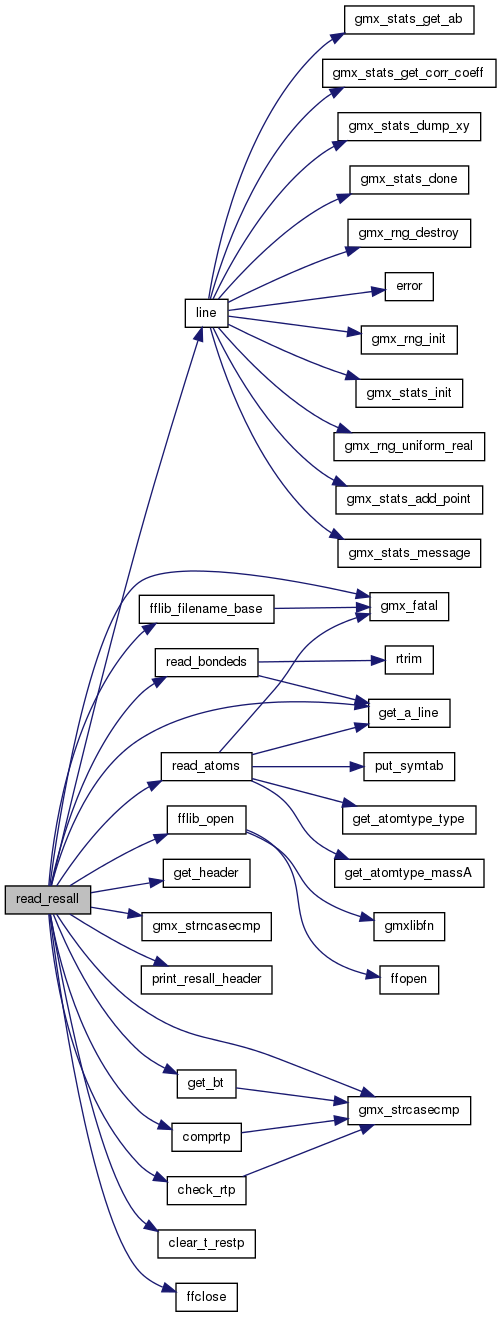 gmx_stats_get_ab
gmx_stats_get_corr_coeff
gmx_stats_dump_xy
gmx_stats_done
gmx_rng_destroy
error
line
gmx_rng_init
gmx_stats_init
gmx_rng_uniform_real
gmx_stats_add_point
gmx_stats_message
gmx_fatal
fflib_filename_base
read_bondeds
rtrim
get_a_line
read_atoms
put_symtab
fflib_open
get_atomtype_type
get_header
get_atomtype_massA
read_resall
gmx_strncasecmp
gmxlibfn
print_resall_header
ffopen
get_bt
gmx_strcasecmp
comprtp
check_rtp
clear_t_restp
ffclose